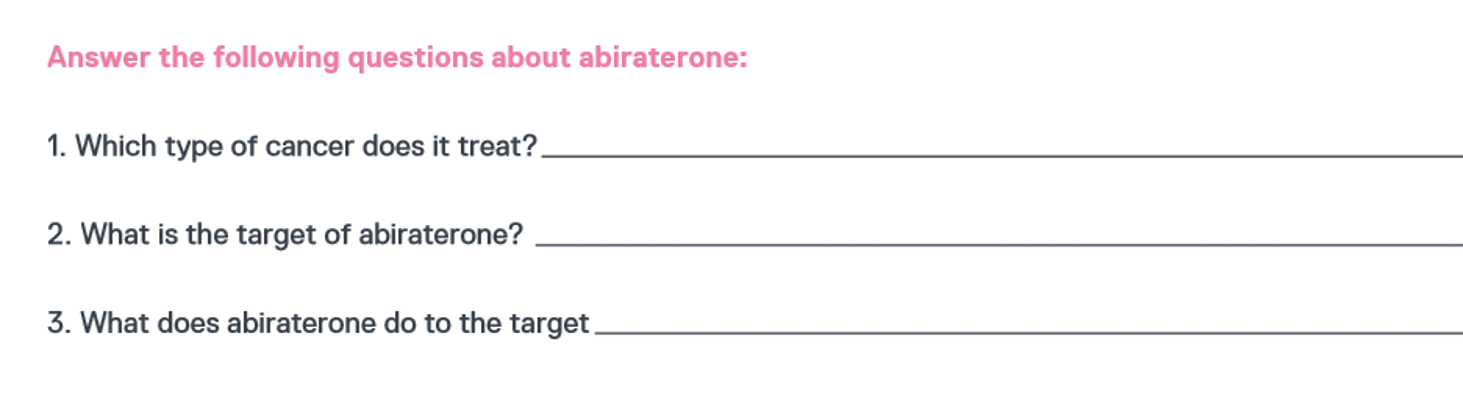 Answer the following questions about abiraterone:
1. Which type of cancer does it treat?
2. What is the target of abiraterone?
3. What does abiraterone do to the target